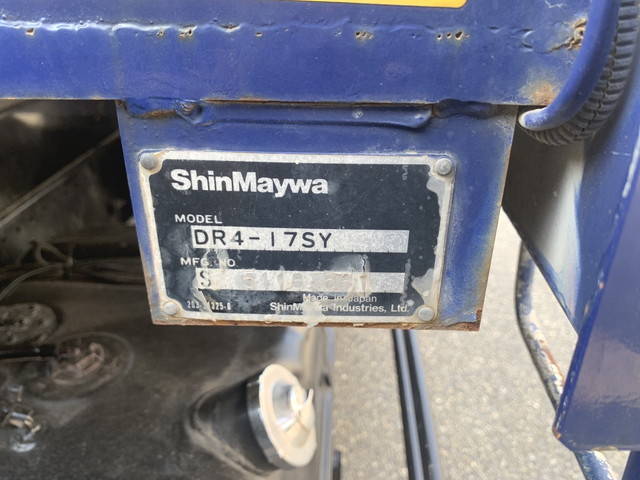 ShinMaywa
MODEL
DR4-17SY
MFG. NO
Made in Japan
ShinMaywa Industries, Ltd.